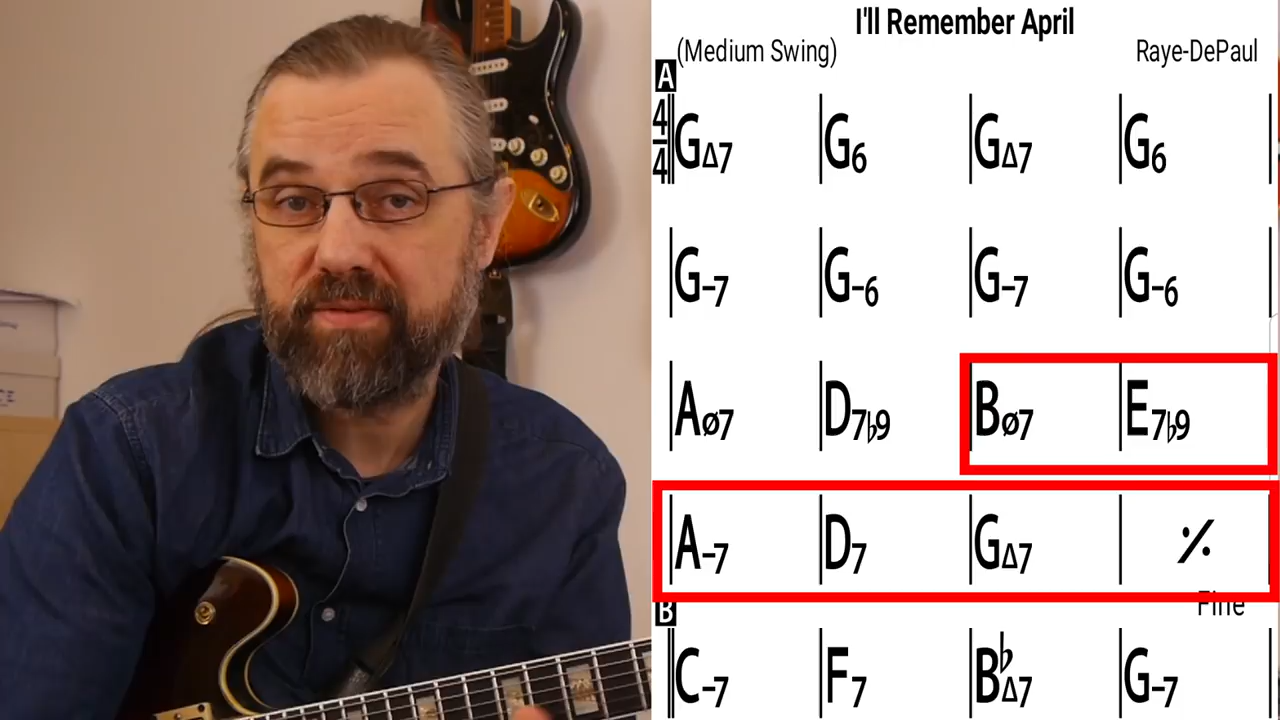 I'll Remember April
(Medium Swing) Raye-DePaul
A
4/4 GΔ7 G6 GΔ7 G6
G–7 G–6 G–7 G–6
Aø7 D7♭9 Bø7 E7♭9
A–7 D7 GΔ7 𝄎
Fine
B
C–7 F7 B♭Δ7 G–7